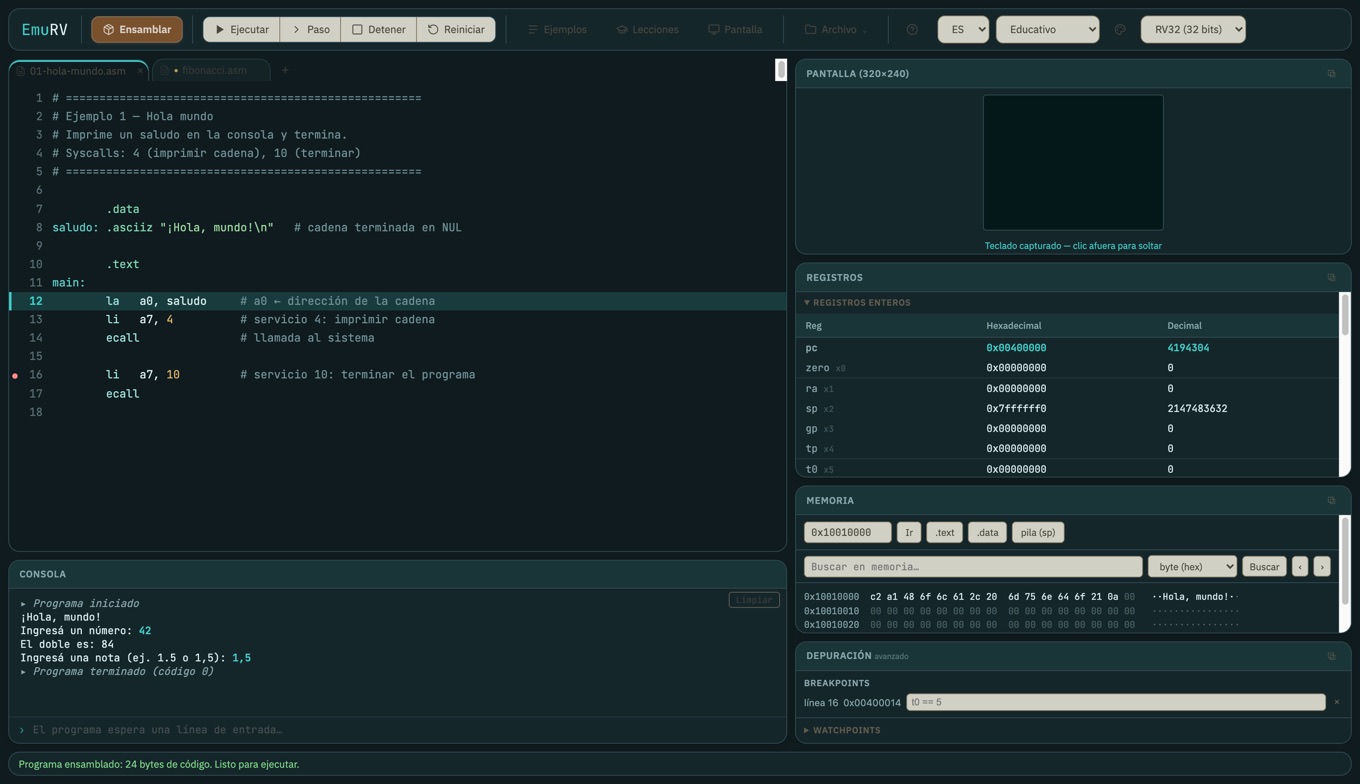 EmuRV Ensamblar Ejecutar Paso Detener Reiniciar Ejemplos Lecciones Pantalla Archivo ES Educativo RV32 (32 bits)
01-hola-mundo.asm × • fibonacci.asm +
1 # =====================================================
2 # Ejemplo 1 — Hola mundo
3 # Imprime un saludo en la consola y termina.
4 # Syscalls: 4 (imprimir cadena), 10 (terminar)
5 # =====================================================
6
7 .data
8 saludo: .asciiz "¡Hola, mundo!\n" # cadena terminada en NUL
9
10 .text
11 main:
12 la a0, saludo # a0 ← dirección de la cadena
13 li a7, 4 # servicio 4: imprimir cadena
14 ecall # llamada al sistema
15
16 li a7, 10 # servicio 10: terminar el programa
17 ecall
18
CONSOLA
Limpiar
▸ Programa iniciado
¡Hola, mundo!
Ingresá un número: 42
El doble es: 84
Ingresá una nota (ej. 1.5 o 1,5): 1,5
▸ Programa terminado (código 0)
› El programa espera una línea de entrada…
PANTALLA (320×240)
Teclado capturado — clic afuera para soltar
REGISTROS
▾ REGISTROS ENTEROS
Reg Hexadecimal Decimal
pc 0x00400000 4194304
zero x0 0x00000000 0
ra x1 0x00000000 0
sp x2 0x7ffffff0 2147483632
gp x3 0x00000000 0
tp x4 0x00000000 0
t0 x5 0x00000000 0
MEMORIA
0x10010000 Ir .text .data pila (sp)
Buscar en memoria… byte (hex) Buscar ‹ ›
0x10010000 c2 a1 48 6f 6c 61 2c 20 6d 75 6e 64 6f 21 0a 00 ··Hola, mundo!··
0x10010010 00 00 00 00 00 00 00 00 00 00 00 00 00 00 00 00 ················
0x10010020 00 00 00 00 00 00 00 00 00 00 00 00 00 00 00 00 ················
DEPURACIÓN avanzado
BREAKPOINTS
línea 16 0x00400014 t0 == 5 ×
▸ WATCHPOINTS
Programa ensamblado: 24 bytes de código. Listo para ejecutar.